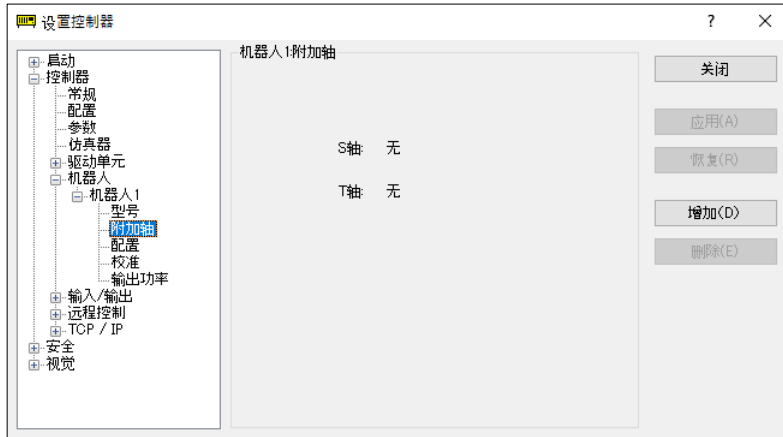 设置控制器
?
启动
控制器
常规
配置
参数
仿真器
驱动单元
机器人
机器人1
型号
附加轴
配置
校准
输出功率
输入/输出
远程控制
TCP / IP
安全
视觉
机器人1:附加轴
S轴: 无
T轴: 无
关闭
应用(A)
恢复(R)
增加(D)
删除(E)